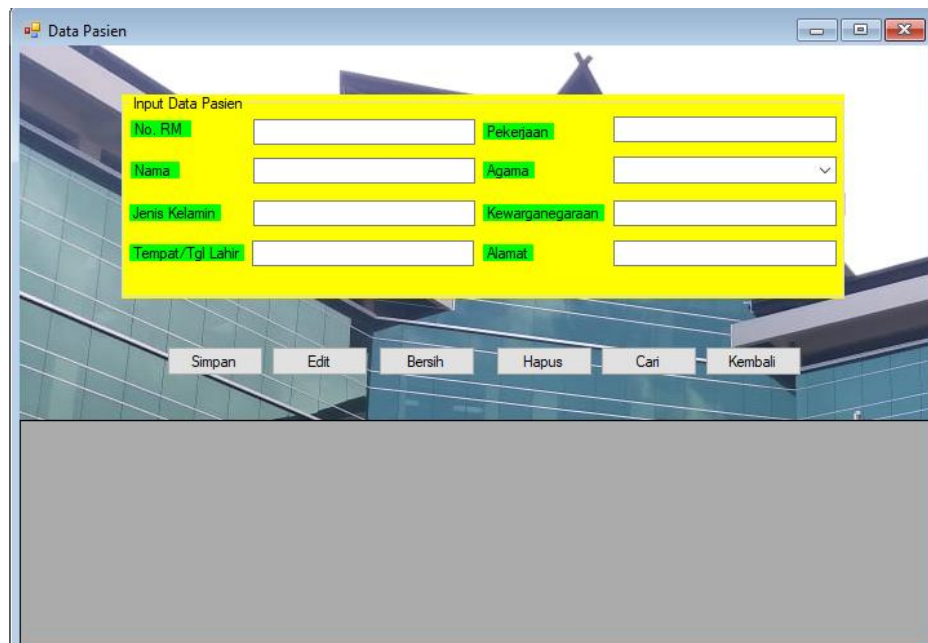 Data Pasien
Input Data Pasien
No. RM
Pekerjaan
Nama
Agama
Jenis Kelamin
Kewarganegaraan
Tempat/Tgl Lahir
Alamat
Simpan Edit Bersih Hapus Cari Kembali